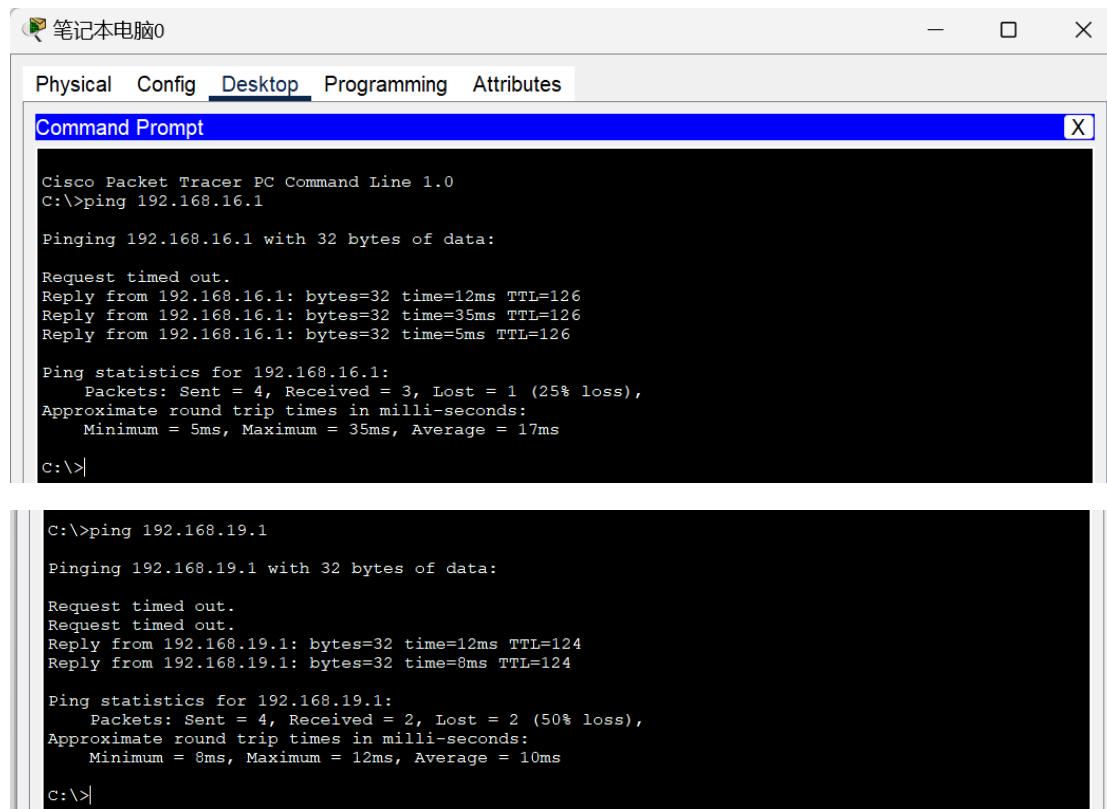 笔记本电脑0
Physical Config Desktop Programming Attributes
Command Prompt X
Cisco Packet Tracer PC Command Line 1.0
C:\>ping 192.168.16.1
Pinging 192.168.16.1 with 32 bytes of data:
Request timed out.
Reply from 192.168.16.1: bytes=32 time=12ms TTL=126
Reply from 192.168.16.1: bytes=32 time=35ms TTL=126
Reply from 192.168.16.1: bytes=32 time=5ms TTL=126
Ping statistics for 192.168.16.1:
Packets: Sent = 4, Received = 3, Lost = 1 (25% loss),
Approximate round trip times in milli-seconds:
Minimum = 5ms, Maximum = 35ms, Average = 17ms
C:\>
C:\>ping 192.168.19.1
Pinging 192.168.19.1 with 32 bytes of data:
Request timed out.
Request timed out.
Reply from 192.168.19.1: bytes=32 time=12ms TTL=124
Reply from 192.168.19.1: bytes=32 time=8ms TTL=124
Ping statistics for 192.168.19.1:
Packets: Sent = 4, Received = 2, Lost = 2 (50% loss),
Approximate round trip times in milli-seconds:
Minimum = 8ms, Maximum = 12ms, Average = 10ms
C:\>